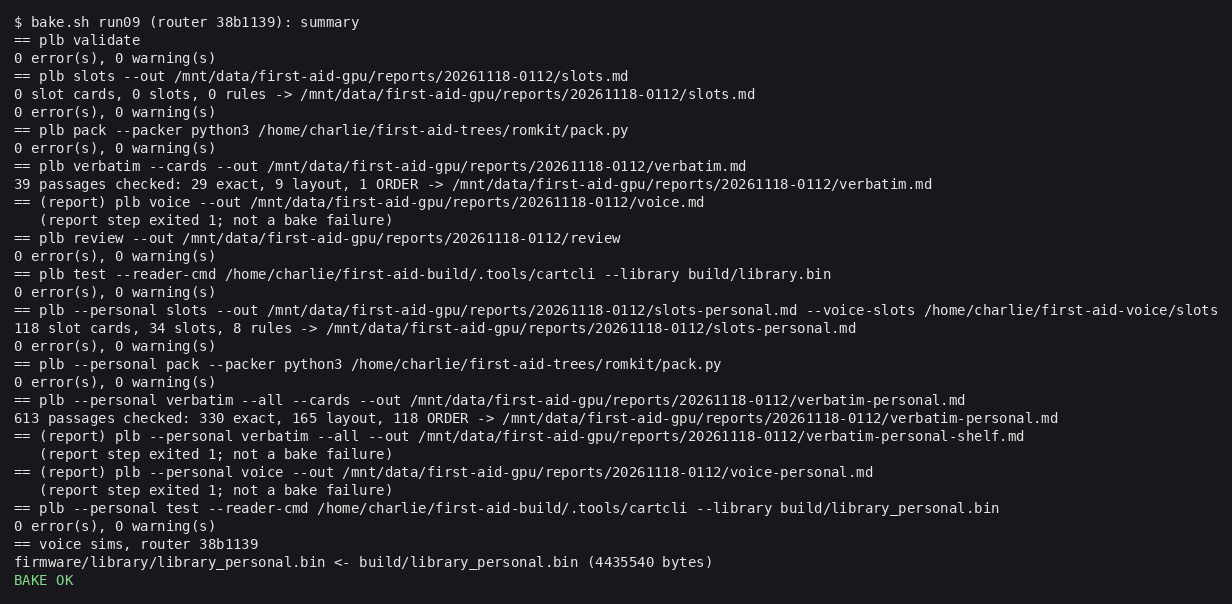 $ bake.sh run09 (router 38b1139): summary
== plb validate
0 error(s), 0 warning(s)
== plb slots --out /mnt/data/first-aid-gpu/reports/20261118-0112/slots.md
0 slot cards, 0 slots, 0 rules -> /mnt/data/first-aid-gpu/reports/20261118-0112/slots.md
0 error(s), 0 warning(s)
== plb pack --packer python3 /home/charlie/first-aid-trees/romkit/pack.py
0 error(s), 0 warning(s)
== plb verbatim --cards --out /mnt/data/first-aid-gpu/reports/20261118-0112/verbatim.md
39 passages checked: 29 exact, 9 layout, 1 ORDER -> /mnt/data/first-aid-gpu/reports/20261118-0112/verbatim.md
== (report) plb voice --out /mnt/data/first-aid-gpu/reports/20261118-0112/voice.md
   (report step exited 1; not a bake failure)
== plb review --out /mnt/data/first-aid-gpu/reports/20261118-0112/review
0 error(s), 0 warning(s)
== plb test --reader-cmd /home/charlie/first-aid-build/.tools/cartcli --library build/library.bin
0 error(s), 0 warning(s)
== plb --personal slots --out /mnt/data/first-aid-gpu/reports/20261118-0112/slots-personal.md --voice-slots /home/charlie/first-aid-voice/slots
118 slot cards, 34 slots, 8 rules -> /mnt/data/first-aid-gpu/reports/20261118-0112/slots-personal.md
0 error(s), 0 warning(s)
== plb --personal pack --packer python3 /home/charlie/first-aid-trees/romkit/pack.py
0 error(s), 0 warning(s)
== plb --personal verbatim --all --cards --out /mnt/data/first-aid-gpu/reports/20261118-0112/verbatim-personal.md
613 passages checked: 330 exact, 165 layout, 118 ORDER -> /mnt/data/first-aid-gpu/reports/20261118-0112/verbatim-personal.md
== (report) plb --personal verbatim --all --out /mnt/data/first-aid-gpu/reports/20261118-0112/verbatim-personal-shelf.md
   (report step exited 1; not a bake failure)
== (report) plb --personal voice --out /mnt/data/first-aid-gpu/reports/20261118-0112/voice-personal.md
   (report step exited 1; not a bake failure)
== plb --personal test --reader-cmd /home/charlie/first-aid-build/.tools/cartcli --library build/library_personal.bin
0 error(s), 0 warning(s)
== voice sims, router 38b1139
firmware/library/library_personal.bin <- build/library_personal.bin (4435540 bytes)
BAKE OK